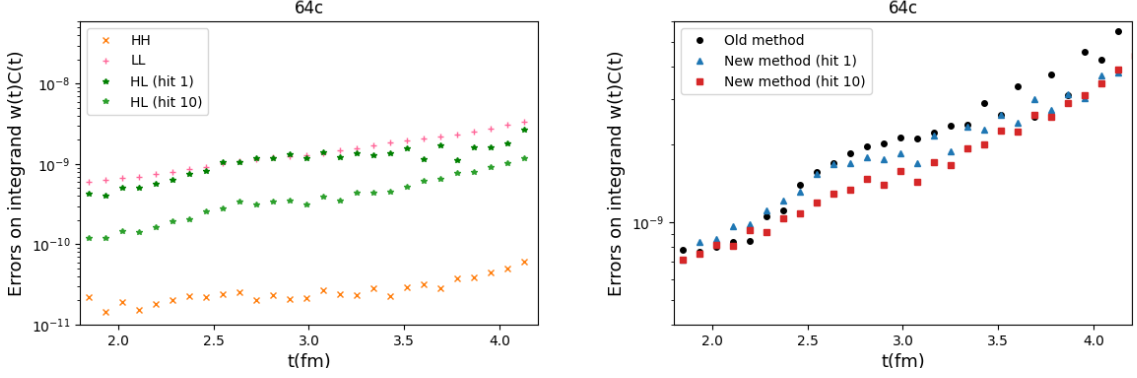 64c
Errors on integrand w(t)C(t)
10⁻⁸
10⁻⁹
10⁻¹⁰
10⁻¹¹
HH
LL
HL (hit 1)
HL (hit 10)
2.0 2.5 3.0 3.5 4.0
t(fm)
64c
Errors on integrand w(t)C(t)
10⁻⁹
Old method
New method (hit 1)
New method (hit 10)
2.0 2.5 3.0 3.5 4.0
t(fm)